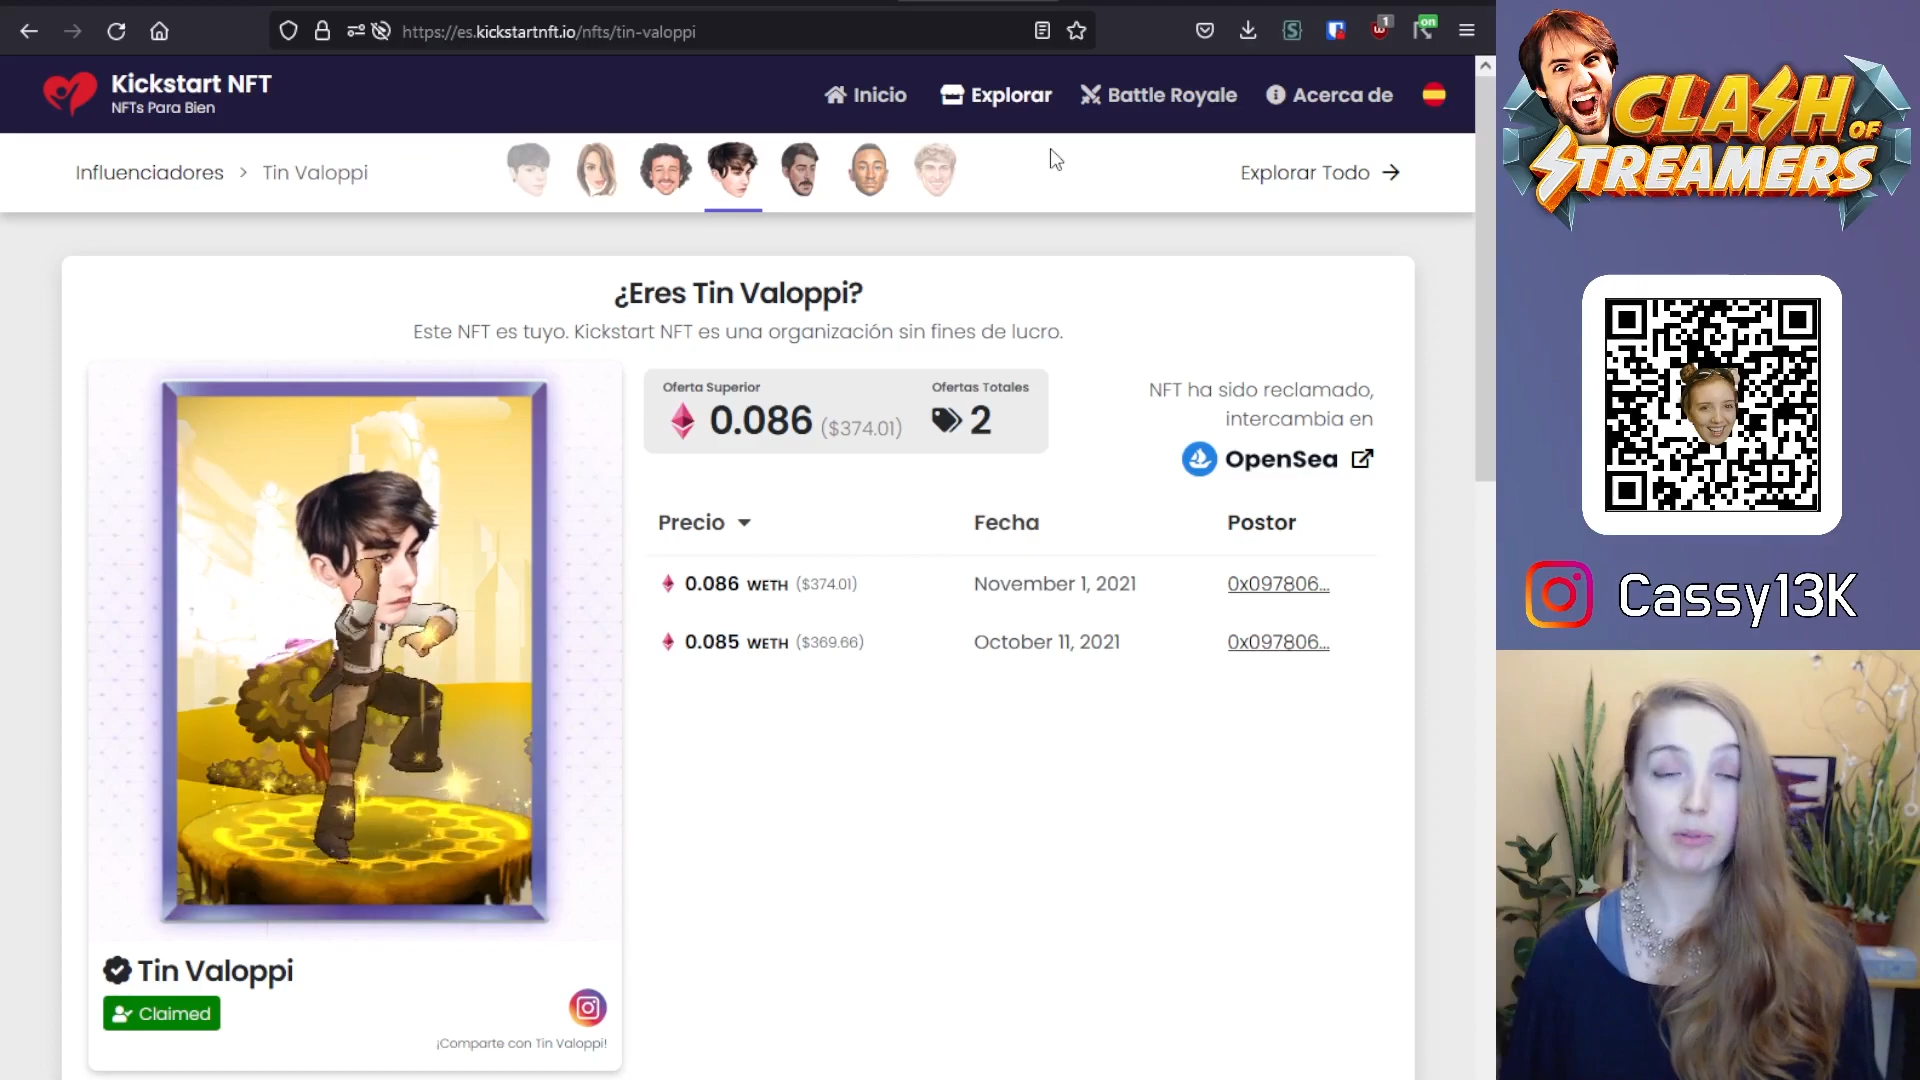 https://es.kickstartnft.io/nfts/tin-valoppi
1
on
Kickstart NFT
NFTs Para Bien
Inicio
Explorar
Battle Royale
Acerca de
Influenciadores > Tin Valoppi
Explorar Todo →
¿Eres Tin Valoppi?
Este NFT es tuyo. Kickstart NFT es una organización sin fines de lucro.
Oferta Superior
0.086 ($374.01)
Ofertas Totales
2
NFT ha sido reclamado,
intercambia en
OpenSea
Precio
Fecha
Postor
0.086 WETH ($374.01)
November 1, 2021
0x097806...
0.085 WETH ($369.66)
October 11, 2021
0x097806...
Tin Valoppi
Claimed
¡Comparte con Tin Valoppi!
CLASH
OF
STREAMERS
Cassy13K